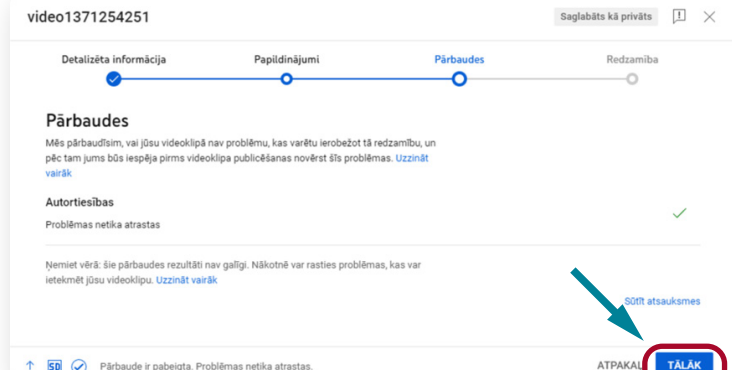 video1371254251
Saglabāts kā privāts
Detalizēta informācija
Papildinājumi
Pārbaudes
Redzamība
Pārbaudes
Mēs pārbaudīsim, vai jūsu videoklipā nav problēmu, kas varētu ierobežot tā redzamību, un
pēc tam jums būs iespēja pirms videoklipa publicēšanas novērst šīs problēmas. Uzzināt
vairāk
Autortiesības
Problēmas netika atrastas
Ņemiet vērā: šie pārbaudes rezultāti nav galīgi. Nākotnē var rasties problēmas, kas var
ietekmēt jūsu videoklipu. Uzzināt vairāk
Sūtīt atsauksmes
SD
Pārbaude ir pabeigta. Problēmas netika atrastas.
ATPAKAĻ
TĀLĀK